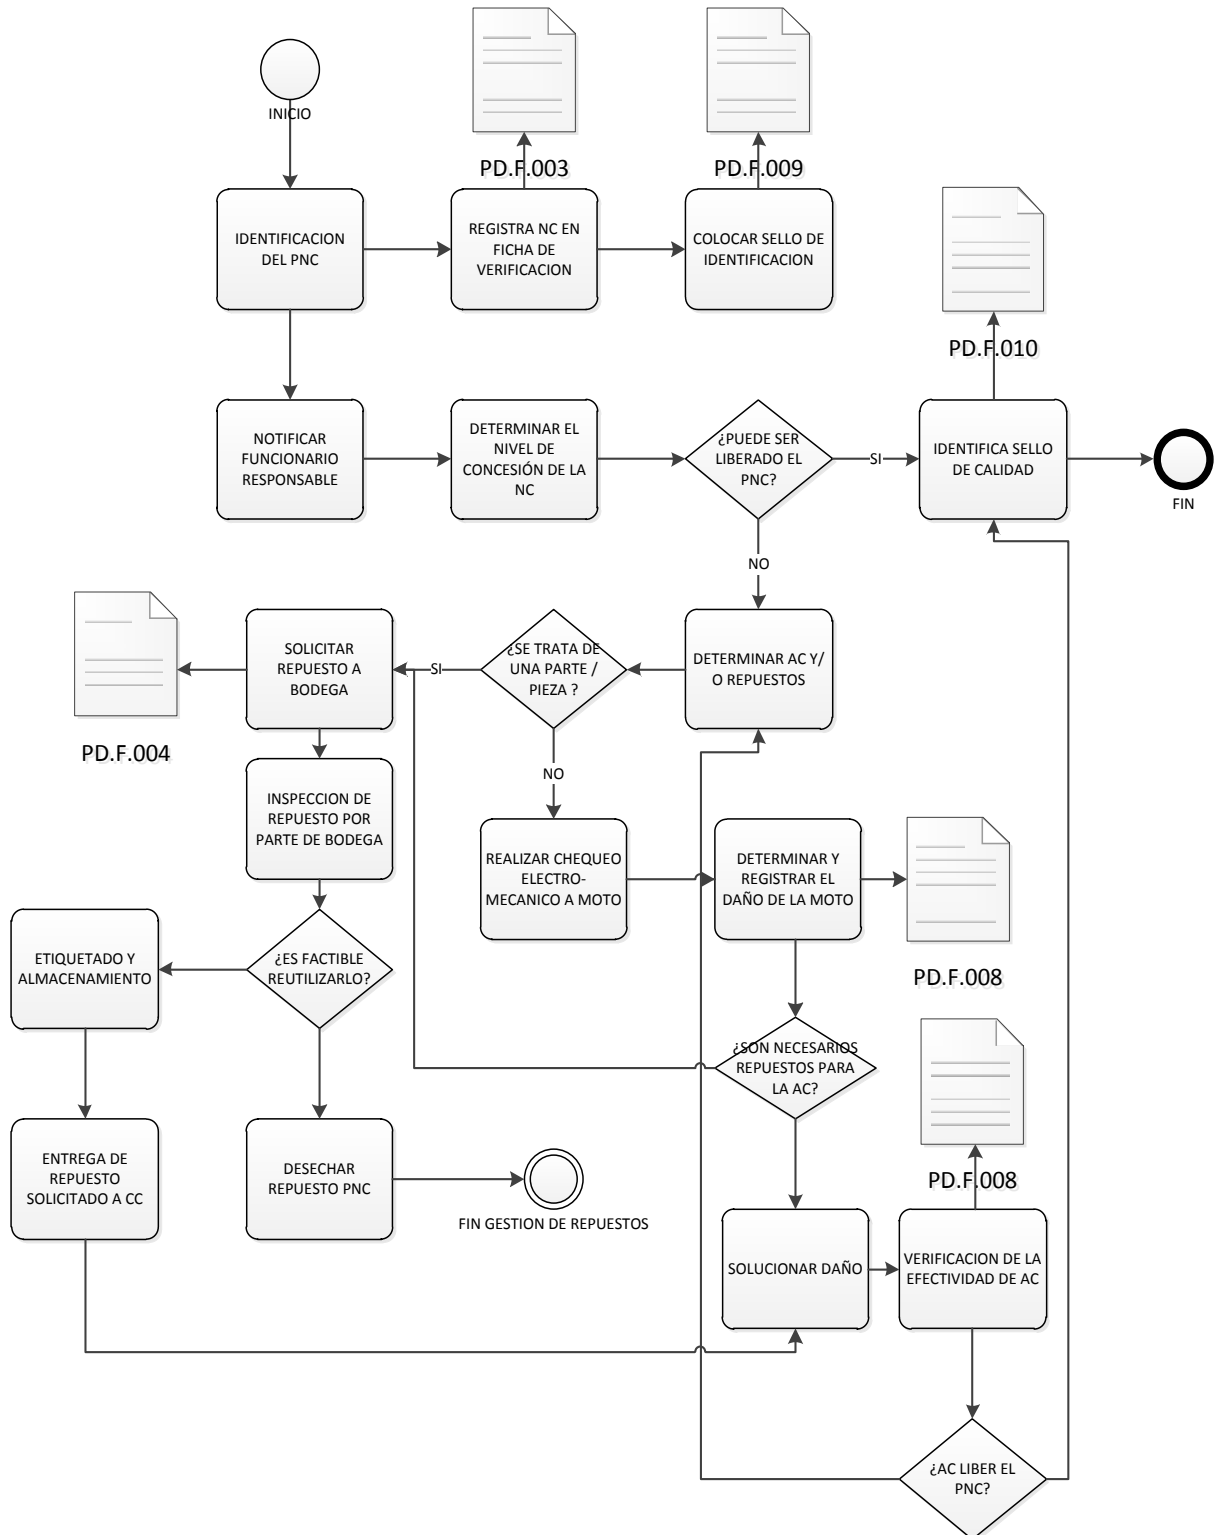 INICIO
PD.F.003
PD.F.009
IDENTIFICACION
DEL PNC
REGISTRA NC EN
FICHA DE
VERIFICACION
COLOCAR SELLO DE
IDENTIFICACION
PD.F.010
NOTIFICAR
FUNCIONARIO
RESPONSABLE
DETERMINAR EL
NIVEL DE
CONCESIÓN DE LA
NC
¿PUEDE SER
LIBERADO EL
PNC?
SI
IDENTIFICA SELLO
DE CALIDAD
FIN
NO
PD.F.004
SOLICITAR
REPUESTO A
BODEGA
SI
¿SE TRATA DE
UNA PARTE /
PIEZA ?
DETERMINAR AC Y/
O REPUESTOS
NO
INSPECCION DE
REPUESTO POR
PARTE DE BODEGA
REALIZAR CHEQUEO
ELECTRO-
MECANICO A MOTO
DETERMINAR Y
REGISTRAR EL
DAÑO DE LA MOTO
PD.F.008
ETIQUETADO Y
ALMACENAMIENTO
¿ES FACTIBLE
REUTILIZARLO?
¿SON NECESARIOS
REPUESTOS PARA
LA AC?
ENTREGA DE
REPUESTO
SOLICITADO A CC
DESECHAR
REPUESTO PNC
FIN GESTION DE REPUESTOS
PD.F.008
SOLUCIONAR DAÑO
VERIFICACION DE LA
EFECTIVIDAD DE AC
¿AC LIBER EL
PNC?